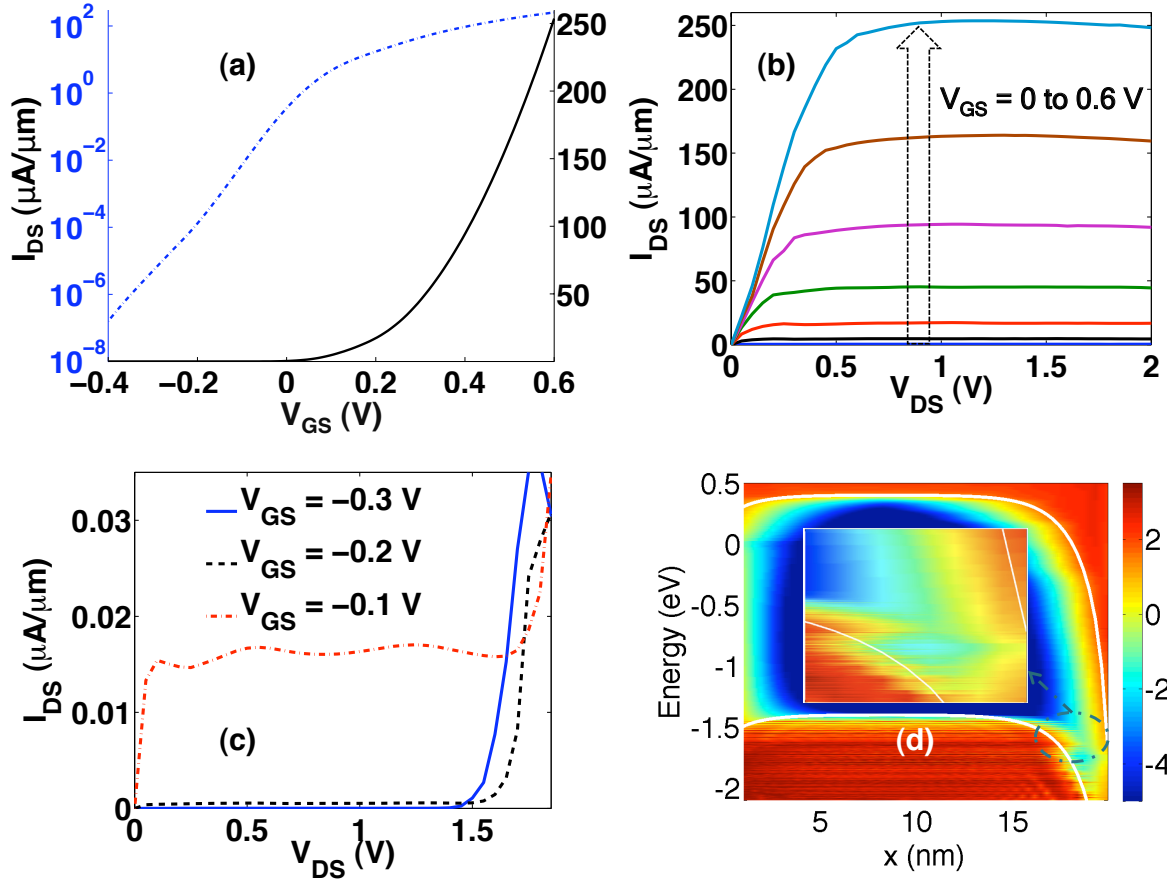 (a)
I_DS (μA/μm)
10^2
10^0
10^−2
10^−4
10^−6
10^−8
260
250
200
150
100
50
−0.4 −0.2 0 0.2 0.4 0.6
V_GS (V)
(b)
V_GS = 0 to 0.6 V
I_DS (μA/μm)
250
200
150
100
50
0
0 0.5 1 1.5 2
V_DS (V)
V_GS = −0.3 V
V_GS = −0.2 V
V_GS = −0.1 V
(c)
I_DS (μA/μm)
0.03
0.02
0.01
0
0 0.5 1 1.5
V_DS (V)
(d)
Energy (eV)
0.5
0
-0.5
-1
-1.5
-2
5 10 15
x (nm)
2
0
-2
-4